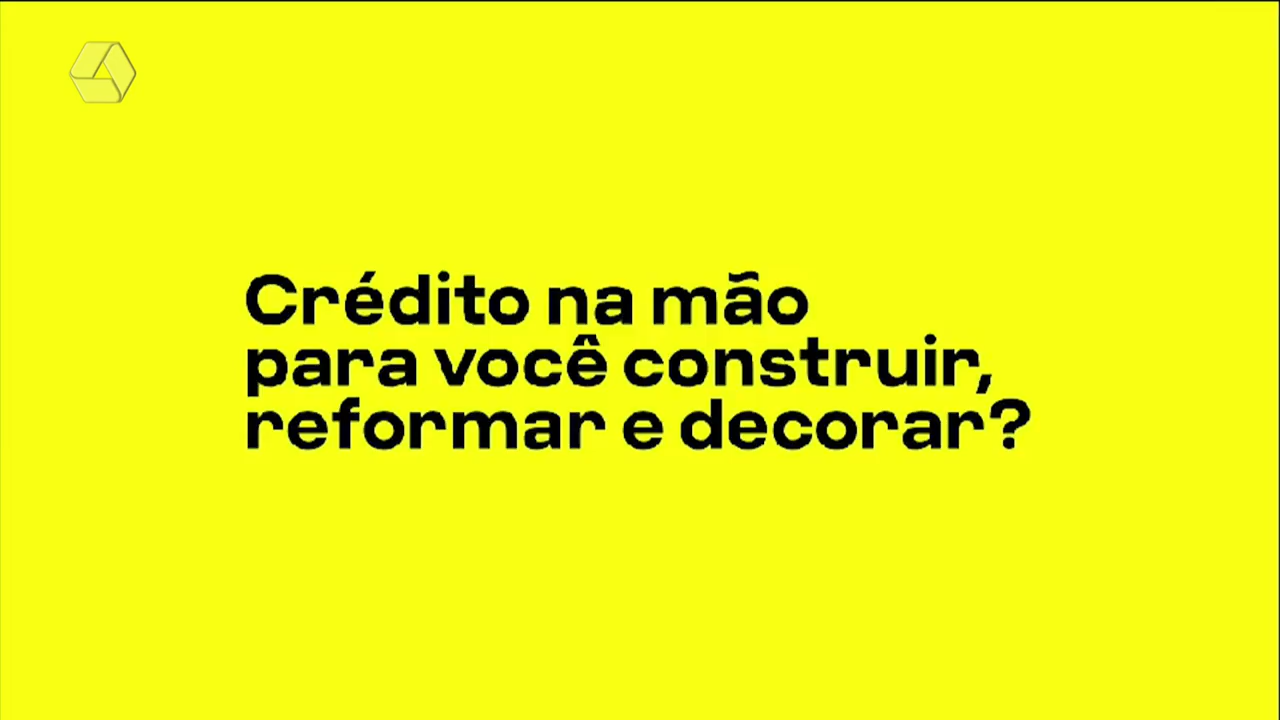 Crédito na mão
para você construir,
reformar e decorar?